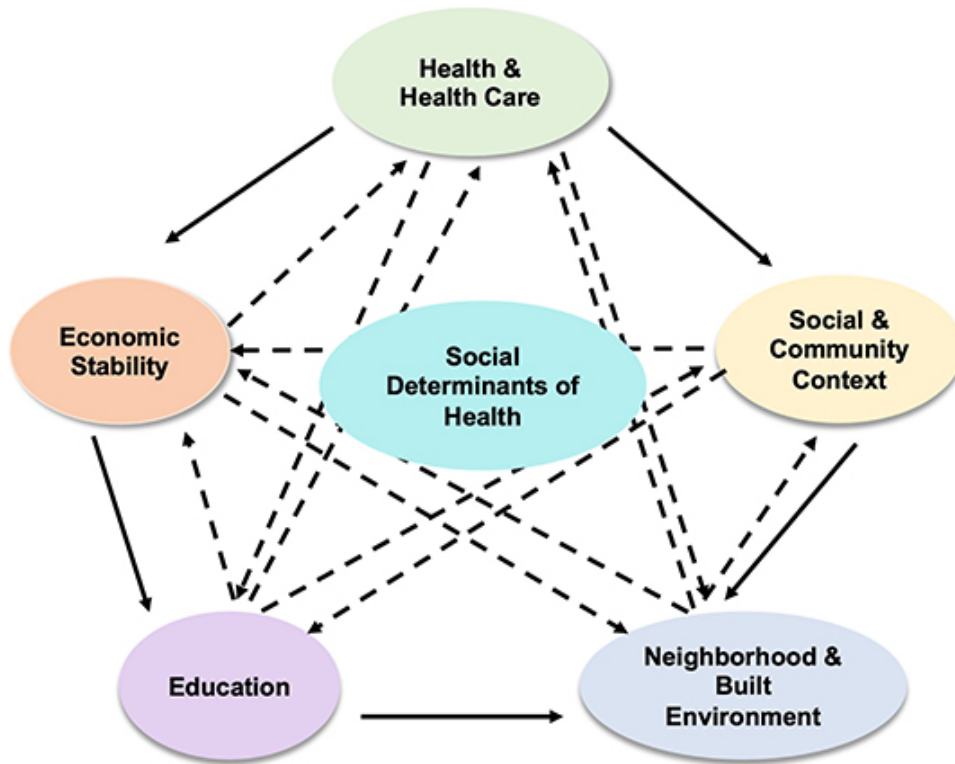 Health &
Health Care
Economic
Stability
Social
Determinants of
Health
Social &
Community
Context
Education
Neighborhood &
Built
Environment